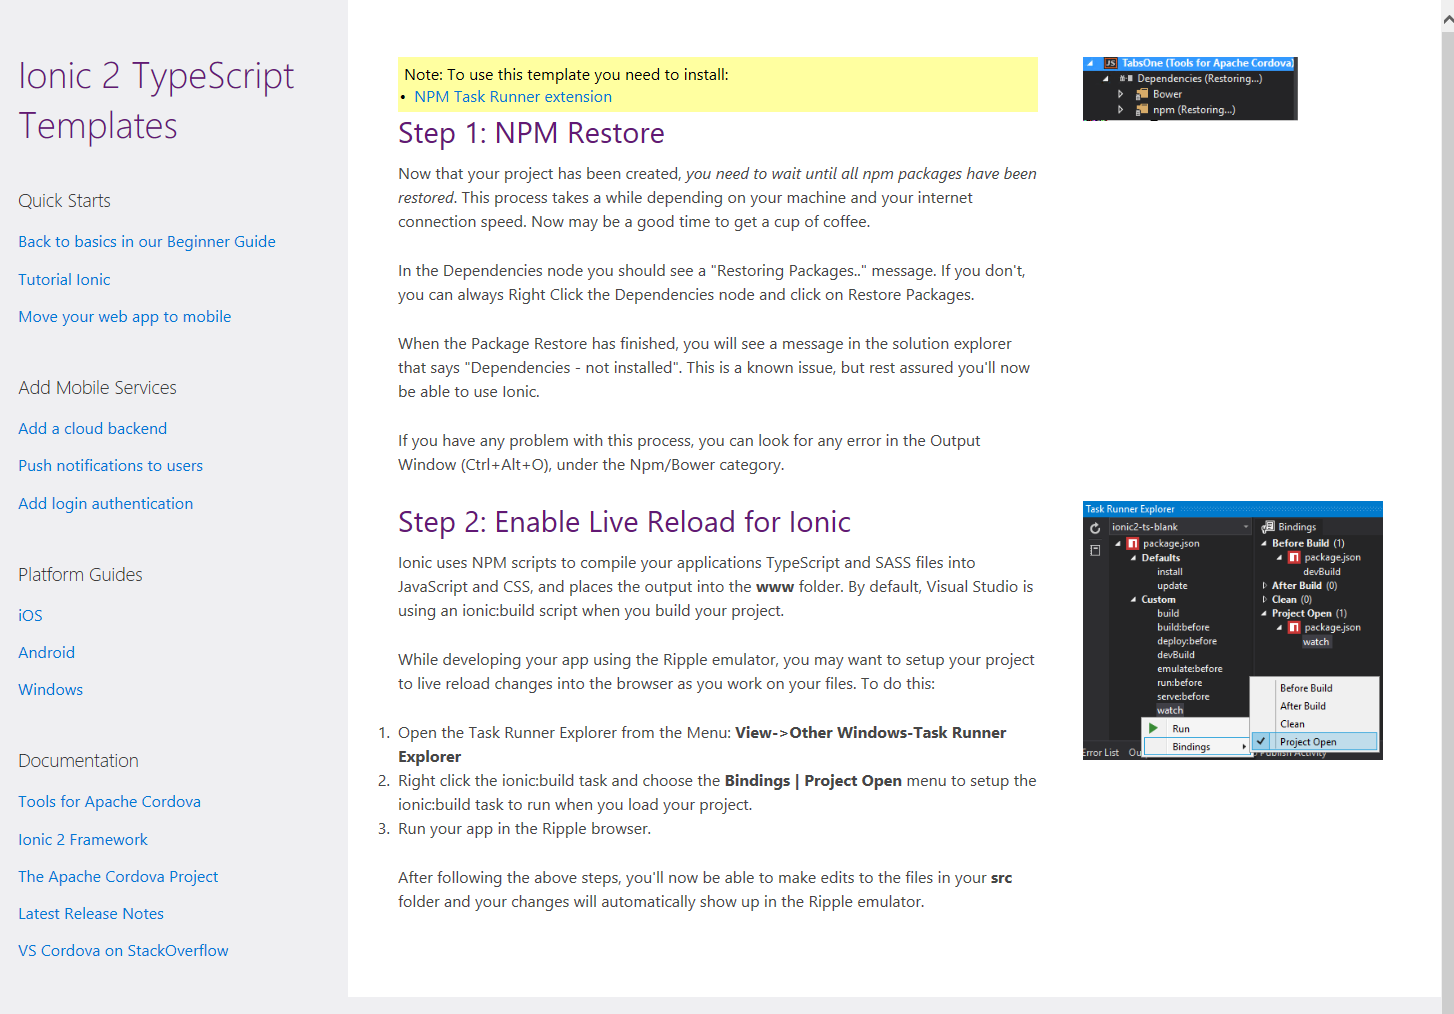 Ionic 2 TypeScript
Templates
Quick Starts
Back to basics in our Beginner Guide
Tutorial Ionic
Move your web app to mobile
Add Mobile Services
Add a cloud backend
Push notifications to users
Add login authentication
Platform Guides
iOS
Android
Windows
Documentation
Tools for Apache Cordova
Ionic 2 Framework
The Apache Cordova Project
Latest Release Notes
VS Cordova on StackOverflow
Note: To use this template you need to install:
• NPM Task Runner extension
Step 1: NPM Restore
Now that your project has been created, you need to wait until all npm packages have been
restored. This process takes a while depending on your machine and your internet
connection speed. Now may be a good time to get a cup of coffee.
In the Dependencies node you should see a "Restoring Packages.." message. If you don't,
you can always Right Click the Dependencies node and click on Restore Packages.
When the Package Restore has finished, you will see a message in the solution explorer
that says "Dependencies - not installed". This is a known issue, but rest assured you'll now
be able to use Ionic.
If you have any problem with this process, you can look for any error in the Output
Window (Ctrl+Alt+O), under the Npm/Bower category.
TabsOne (Tools for Apache Cordova)
Dependencies (Restoring...)
Bower
npm (Restoring...)
Step 2: Enable Live Reload for Ionic
Ionic uses NPM scripts to compile your applications TypeScript and SASS files into
JavaScript and CSS, and places the output into the www folder. By default, Visual Studio is
using an ionic:build script when you build your project.
While developing your app using the Ripple emulator, you may want to setup your project
to live reload changes into the browser as you work on your files. To do this:
1. Open the Task Runner Explorer from the Menu: View->Other Windows-Task Runner
Explorer
2. Right click the ionic:build task and choose the Bindings | Project Open menu to setup the
ionic:build task to run when you load your project.
3. Run your app in the Ripple browser.
After following the above steps, you'll now be able to make edits to the files in your src
folder and your changes will automatically show up in the Ripple emulator.
Task Runner Explorer
ionic2-ts-blank
package.json
Defaults
install
update
Custom
build
build:before
deploy:before
devBuild
emulate:before
run:before
serve:before
watch
Bindings
Before Build (1)
package.json
devBuild
After Build (0)
Clean (0)
Project Open (1)
package.json
watch
Run
Bindings
Before Build
After Build
Clean
Project Open
Error List
Activity